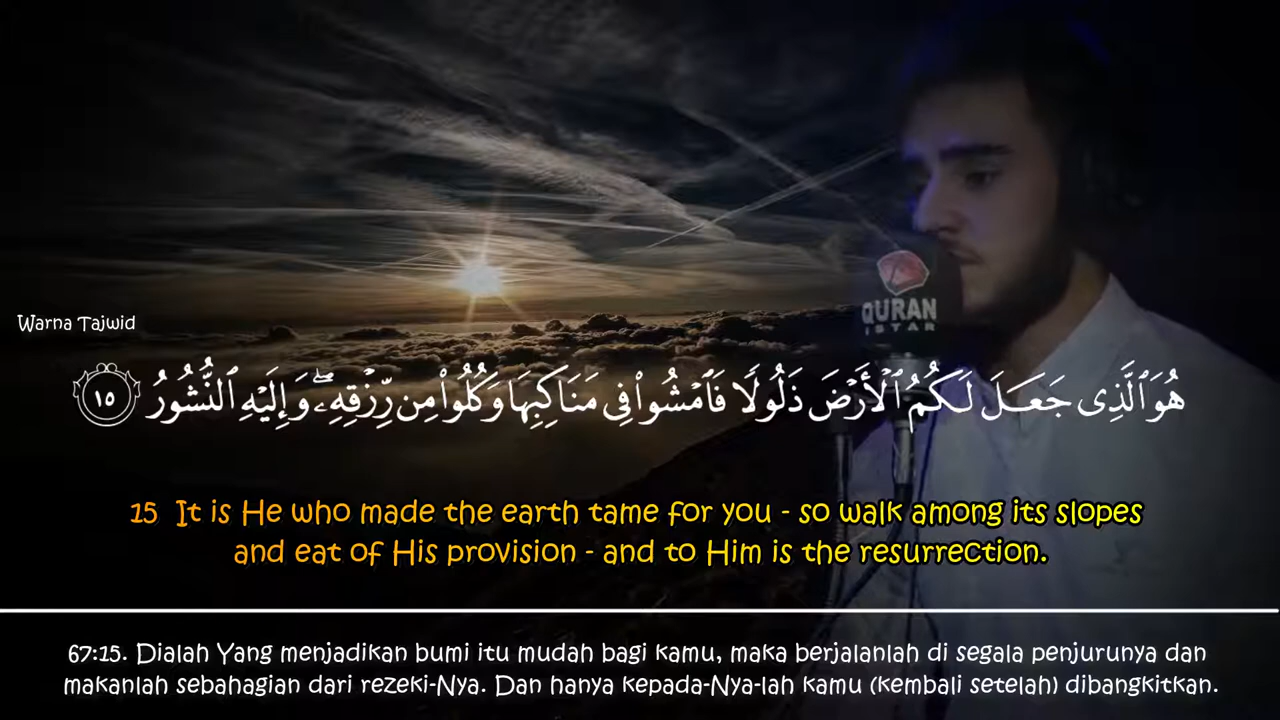 QURAN
ISTAR
Warna Tajwid
هُوَ ٱلَّذِى جَعَلَ لَكُمُ ٱلْأَرْضَ ذَلُولًا فَٱمْشُوا۟ فِى مَنَاكِبِهَا وَكُلُوا۟ مِن رِّزْقِهِۦ ۖ وَإِلَيْهِ ٱلنُّشُورُ ١٥
15 It is He who made the earth tame for you - so walk among its slopes
and eat of His provision - and to Him is the resurrection.
67:15. Dialah Yang menjadikan bumi itu mudah bagi kamu, maka berjalanlah di segala penjurunya dan
makanlah sebahagian dari rezeki-Nya. Dan hanya kepada-Nya-lah kamu (kembali setelah) dibangkitkan.